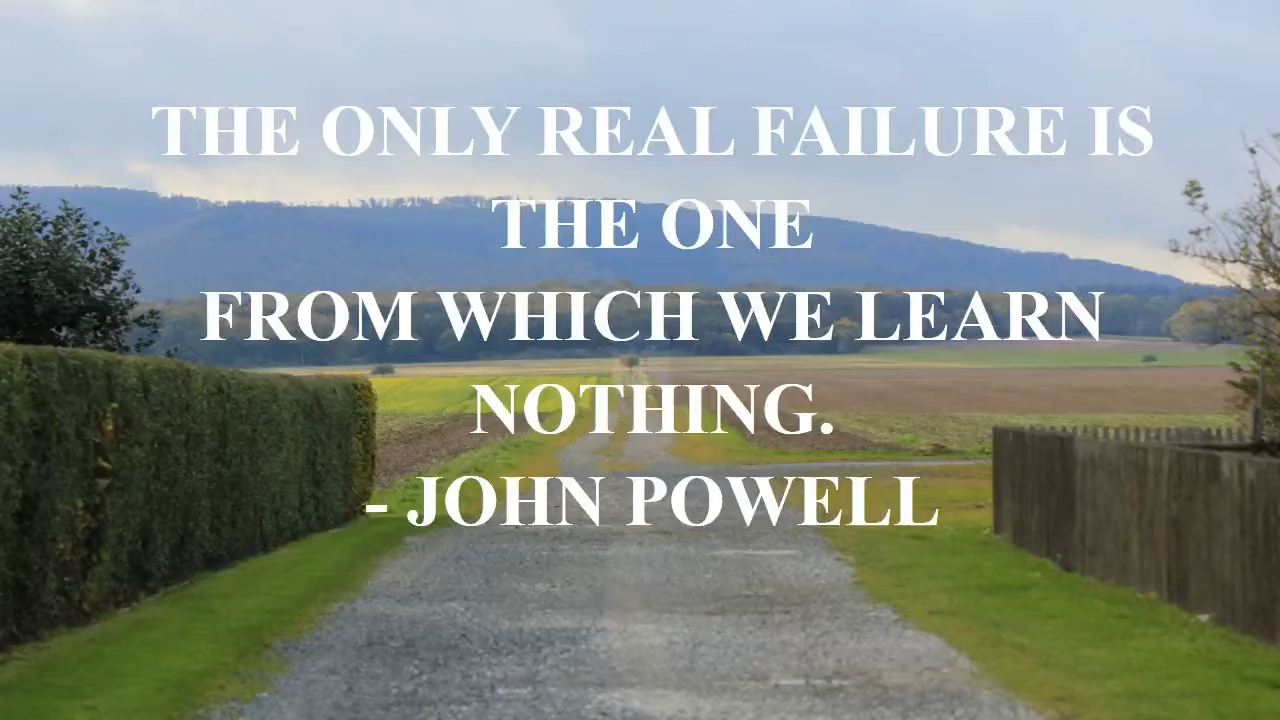 THE ONLY REAL FAILURE IS
THE ONE
FROM WHICH WE LEARN
NOTHING.
- JOHN POWELL